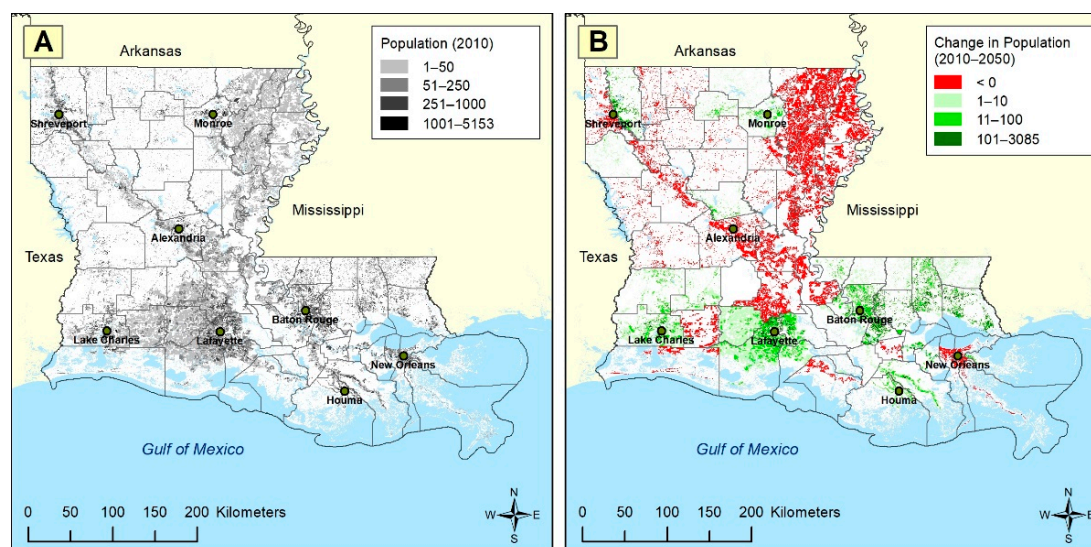 A
Arkansas
Population (2010)
1–50
51–250
251–1000
1001–5153
Shreveport
Monroe
Mississippi
Alexandria
Texas
Baton Rouge
Lake Charles
Lafayette
New Orleans
Houma
Gulf of Mexico
0 50 100 200 Kilometers
N
W E
S
B
Arkansas
Change in Population
(2010–2050)
< 0
1–10
11–100
101–3085
Shreveport
Monroe
Mississippi
Alexandria
Texas
Baton Rouge
Lake Charles
Lafayette
New Orleans
Houma
Gulf of Mexico
0 50 100 200 Kilometers
N
W E
S